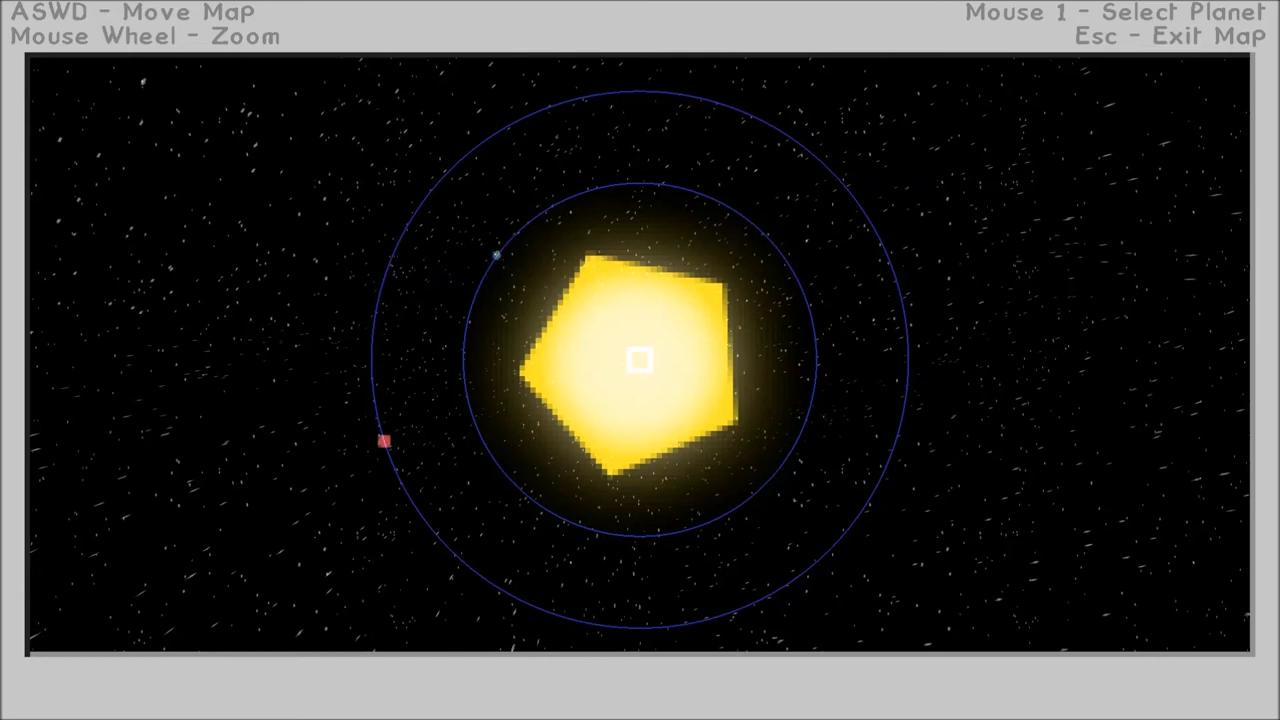 ASWD - Move Map
Mouse Wheel - Zoom
Mouse 1 - Select Planet
Esc - Exit Map